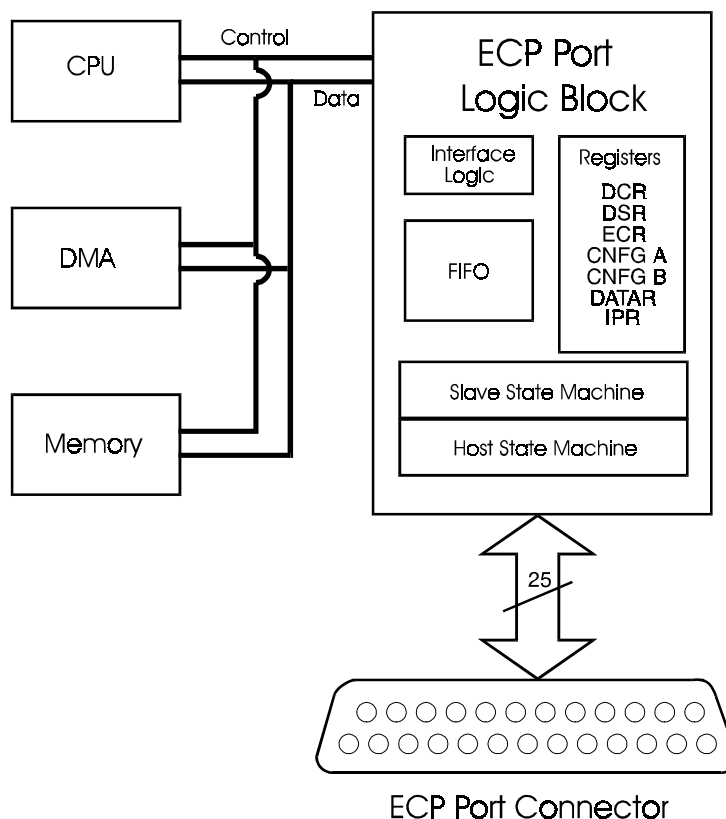 CPU
Control
Data
DMA
Memory
ECP Port
Logic Block
Interface
Logic
FIFO
Registers
DCR
DSR
ECR
CNFG A
CNFG B
DATAR
IPR
Slave State Machine
Host State Machine
25
ECP Port Connector